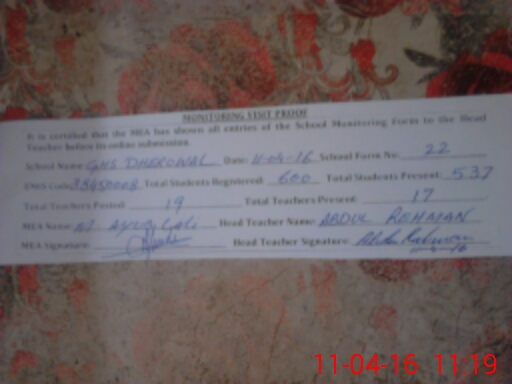 MONITORING VISIT PROOF
It is certified that the MEA has shown all entries of the School Monitoring Form to the Head
Teacher before its online submission.
School Name: GHS DHEROWAL Date: 11-04-16 School Form No: 22
EMIS Code: Total Students Registered: 600 Total Students Present: 537
Total Teachers Posted: 19 Total Teachers Present: 17
MEA Name: Head Teacher Name: ABDUL REHMAN
MEA Signature: Head Teacher Signature:
11-04-16 11:19